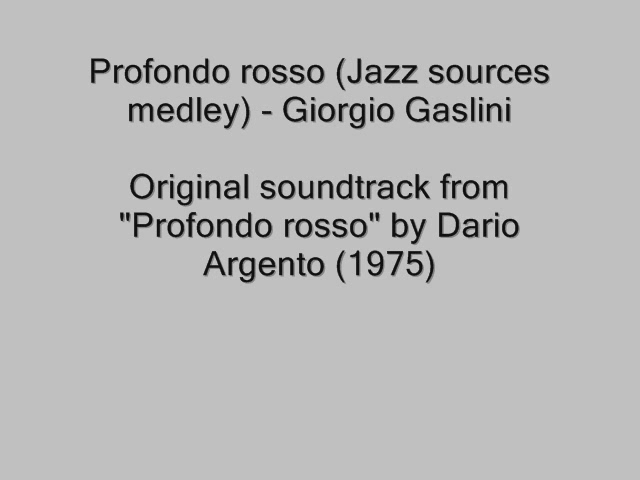 Profondo rosso (Jazz sources
medley) - Giorgio Gaslini
Original soundtrack from
"Profondo rosso" by Dario
Argento (1975)